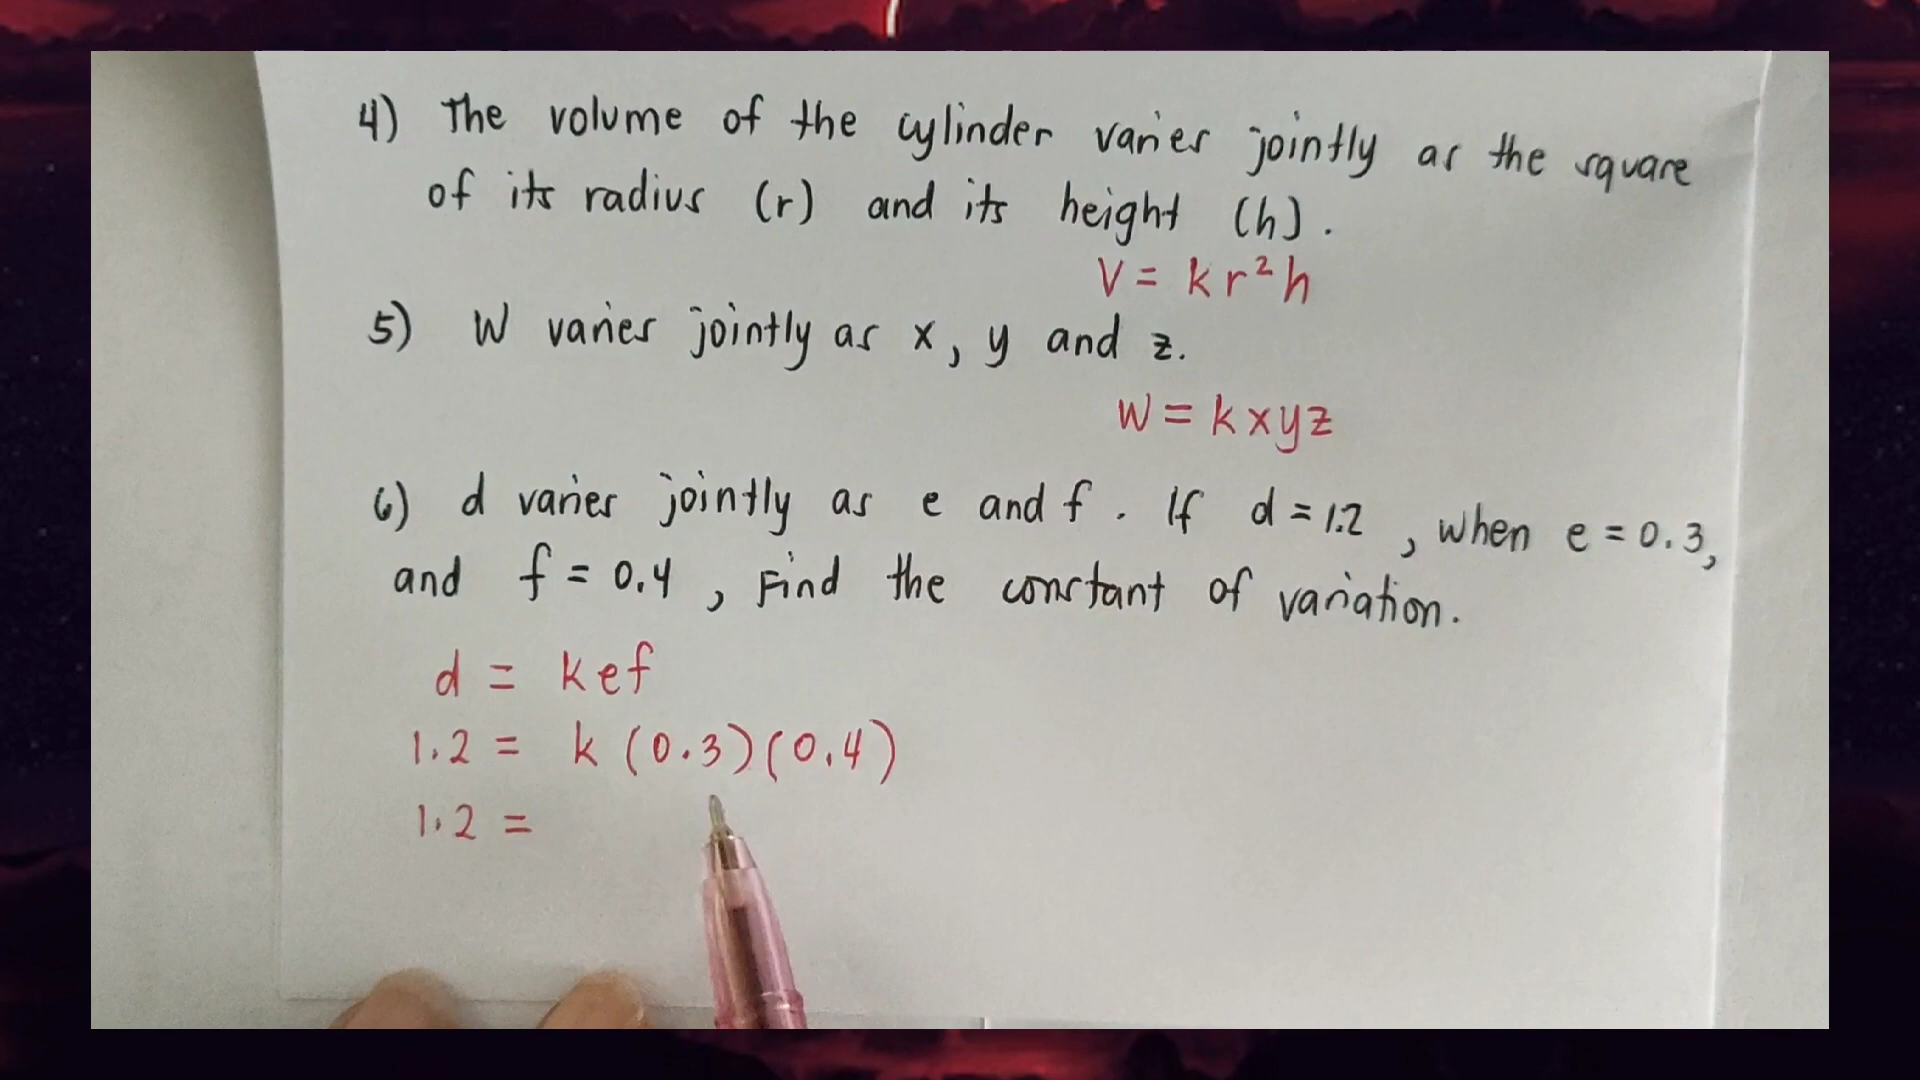 4) The volume of the cylinder varies jointly as the square
of its radius (r) and its height (h).
V = kr²h
5) W varies jointly as x, y and z.
W = kxyz
6) d varies jointly as e and f. If d = 1.2, when e = 0.3,
and f = 0.4, Find the constant of variation.
d = kef
1.2 = k(0.3)(0.4)
1.2 =